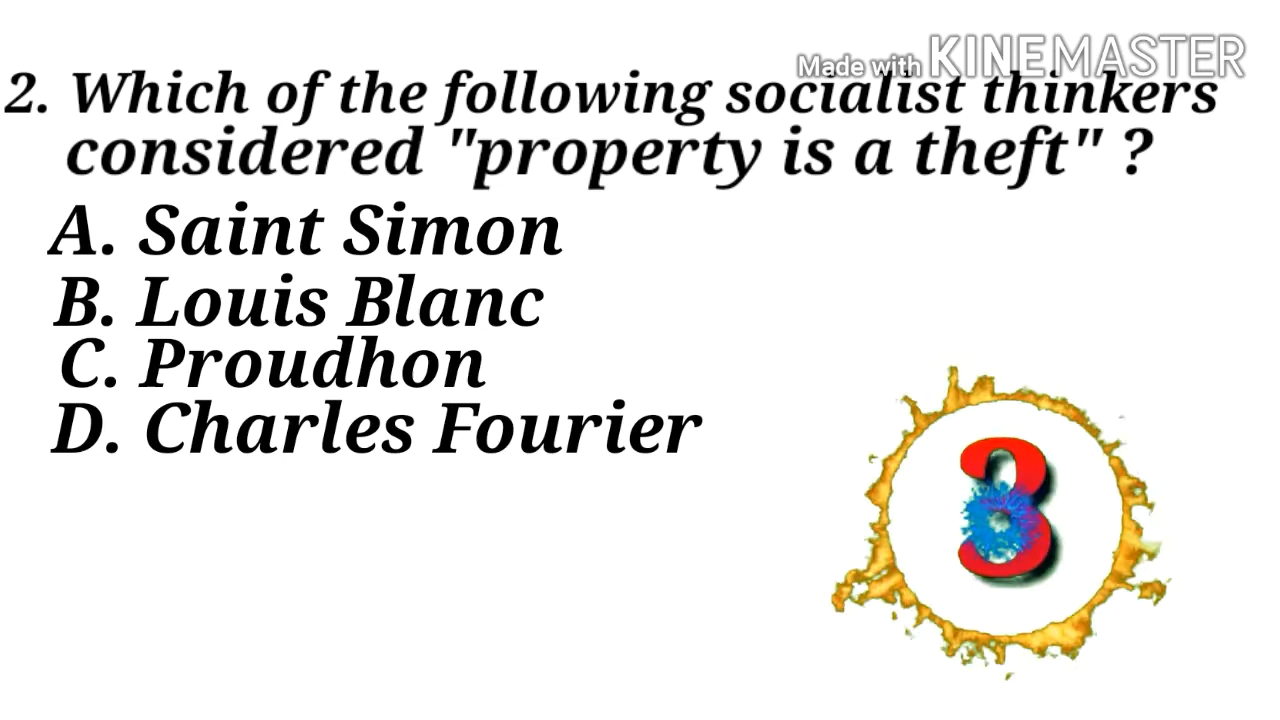 Made with KINEMASTER
2. Which of the following socialist thinkers
considered "property is a theft" ?
A. Saint Simon
B. Louis Blanc
C. Proudhon
D. Charles Fourier
3